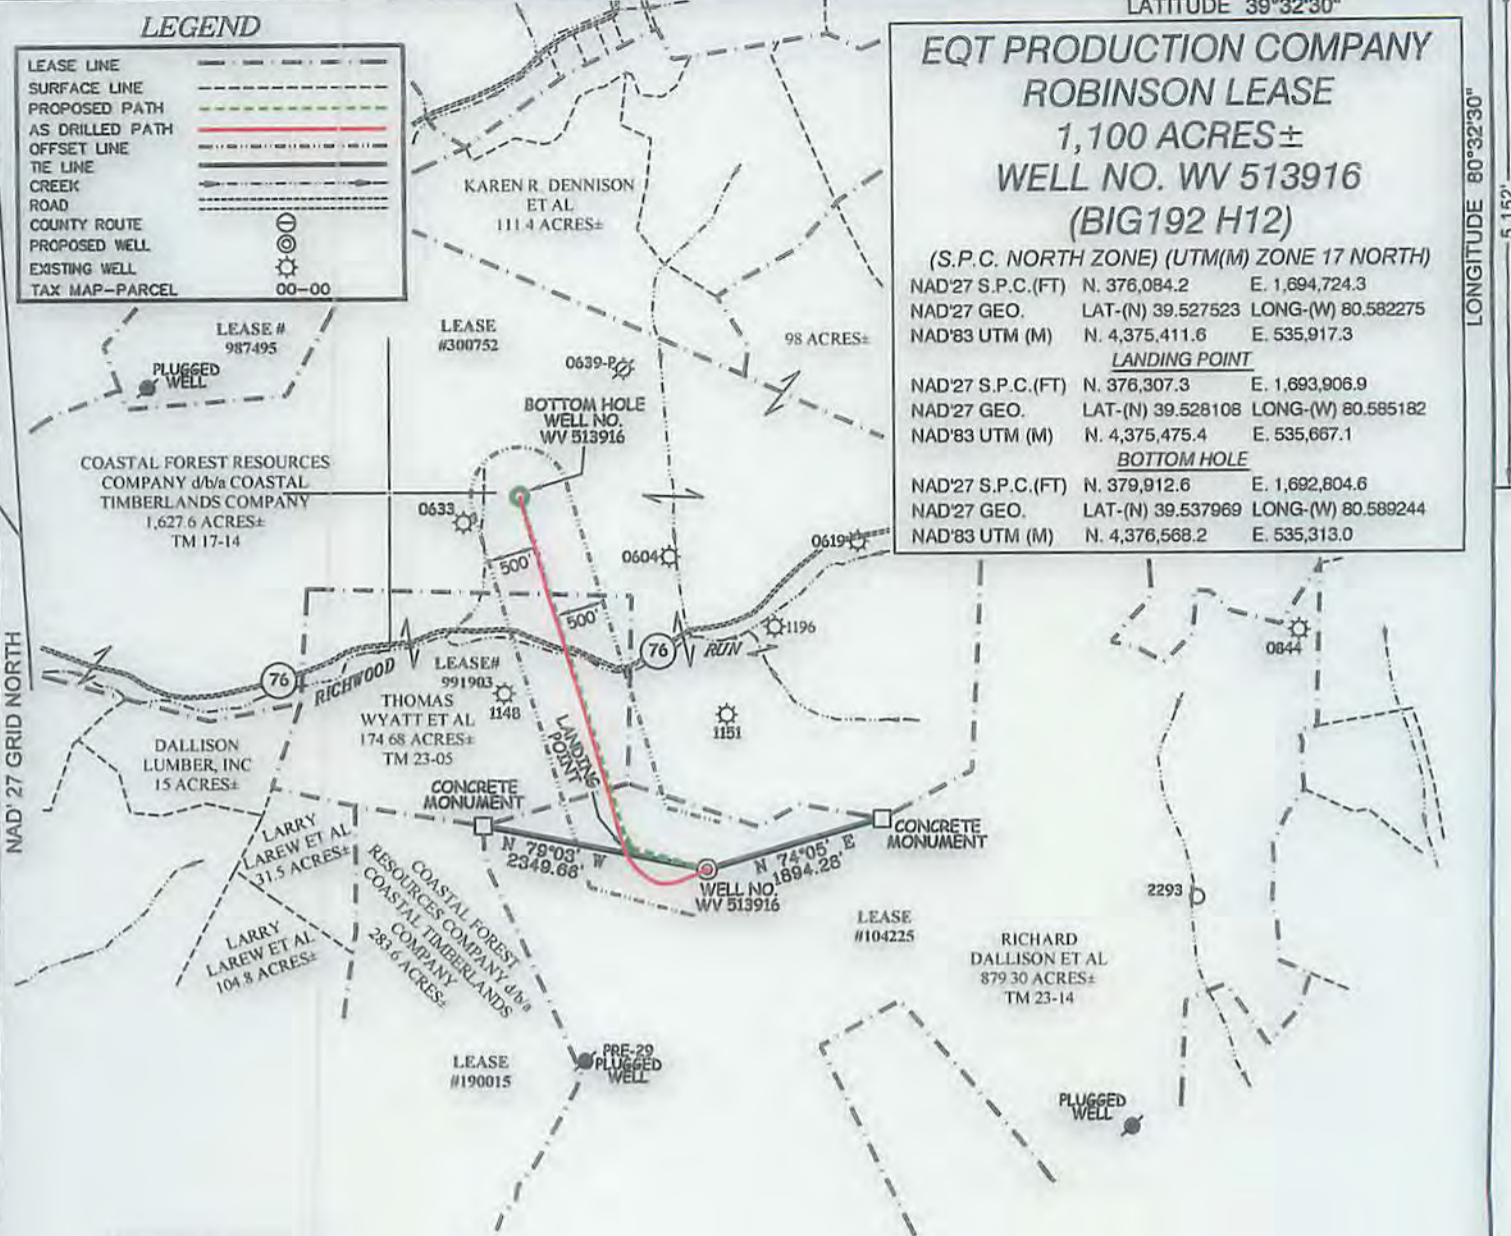 LEGEND
LEASE LINE
SURFACE LINE
PROPOSED PATH
AS DRILLED PATH
OFFSET LINE
TIE LINE
CREEK
ROAD
COUNTY ROUTE
PROPOSED WELL
EXISTING WELL
TAX MAP-PARCEL 00-00
LATITUDE 39°32'30"
EQT PRODUCTION COMPANY
ROBINSON LEASE
1,100 ACRES±
WELL NO. WV 513916
(BIG192 H12)
(S.P.C. NORTH ZONE) (UTM(M) ZONE 17 NORTH)
NAD'27 S.P.C.(FT) N. 376,084.2 E. 1,694,724.3
NAD'27 GEO. LAT-(N) 39.527523 LONG-(W) 80.582275
NAD'83 UTM (M) N. 4,375,411.6 E. 535,917.3
LANDING POINT
NAD'27 S.P.C.(FT) N. 376,307.3 E. 1,693,906.9
NAD'27 GEO. LAT-(N) 39.528108 LONG-(W) 80.585182
NAD'83 UTM (M) N. 4,375,475.4 E. 535,667.1
BOTTOM HOLE
NAD'27 S.P.C.(FT) N. 379,912.6 E. 1,692,804.6
NAD'27 GEO. LAT-(N) 39.537969 LONG-(W) 80.589244
NAD'83 UTM (M) N. 4,376,568.2 E. 535,313.0
LONGITUDE 80°32'30"
5,152'
KAREN R. DENNISON
ET AL
111.4 ACRES±
LEASE #
987495
PLUGGED
WELL
LEASE
#300752
0639-P
98 ACRES±
BOTTOM HOLE
WELL NO.
WV 513916
COASTAL FOREST RESOURCES
COMPANY d/b/a COASTAL
TIMBERLANDS COMPANY
1,627.6 ACRES±
TM 17-14
0633
0604
0619
500'
500'
1196
0844
76
RUN
76
RICHWOOD
LEASE#
991903
1148
THOMAS
WYATT ET AL
174.68 ACRES±
TM 23-05
1151
LANDING
POINT
DALLISON
LUMBER, INC
15 ACRES±
NAD' 27 GRID NORTH
CONCRETE
MONUMENT
CONCRETE
MONUMENT
N 79°03' W
2349.66'
N 74°05' E
1894.28'
WELL NO.
WV 513916
LARRY
LAREW ET AL
31.5 ACRES±
LARRY
LAREW ET AL
104.8 ACRES±
COASTAL FOREST
RESOURCES COMPANY d/b/a
COASTAL TIMBERLANDS
COMPANY
283.6 ACRES±
2293
LEASE
#104225
RICHARD
DALLISON ET AL
879.30 ACRES±
TM 23-14
LEASE
#190015
PRE-29
PLUGGED
WELL
PLUGGED
WELL